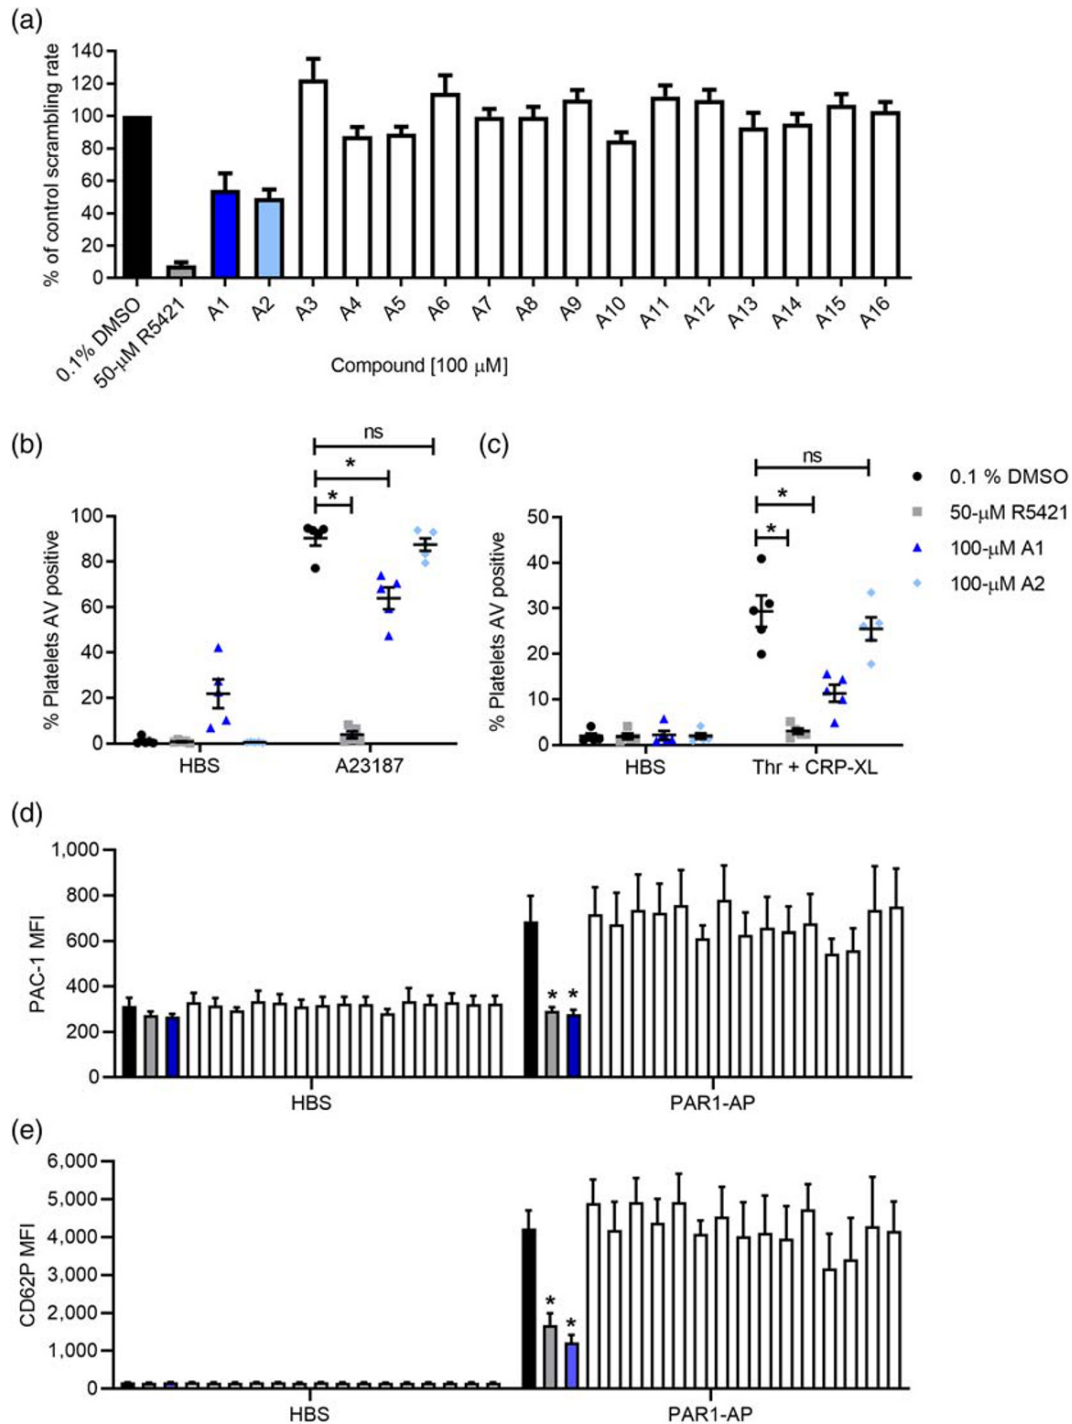 (a)
% of control scrambling rate
140
120
100
80
60
40
20
0
0.1% DMSO
50-μM R5421
A1
A2
A3
A4
A5
A6
A7
A8
A9
A10
A11
A12
A13
A14
A15
A16
Compound [100 μM]
(b)
% Platelets AV positive
100
80
60
40
20
0
ns
*
*
HBS
A23187
(c)
% Platelets AV positive
50
40
30
20
10
0
ns
*
*
HBS
Thr + CRP-XL
0.1 % DMSO
50-μM R5421
100-μM A1
100-μM A2
(d)
PAC-1 MFI
1,000
800
600
400
200
0
* *
HBS
PAR1-AP
(e)
CD62P MFI
6,000
5,000
4,000
3,000
2,000
1,000
0
*
*
HBS
PAR1-AP